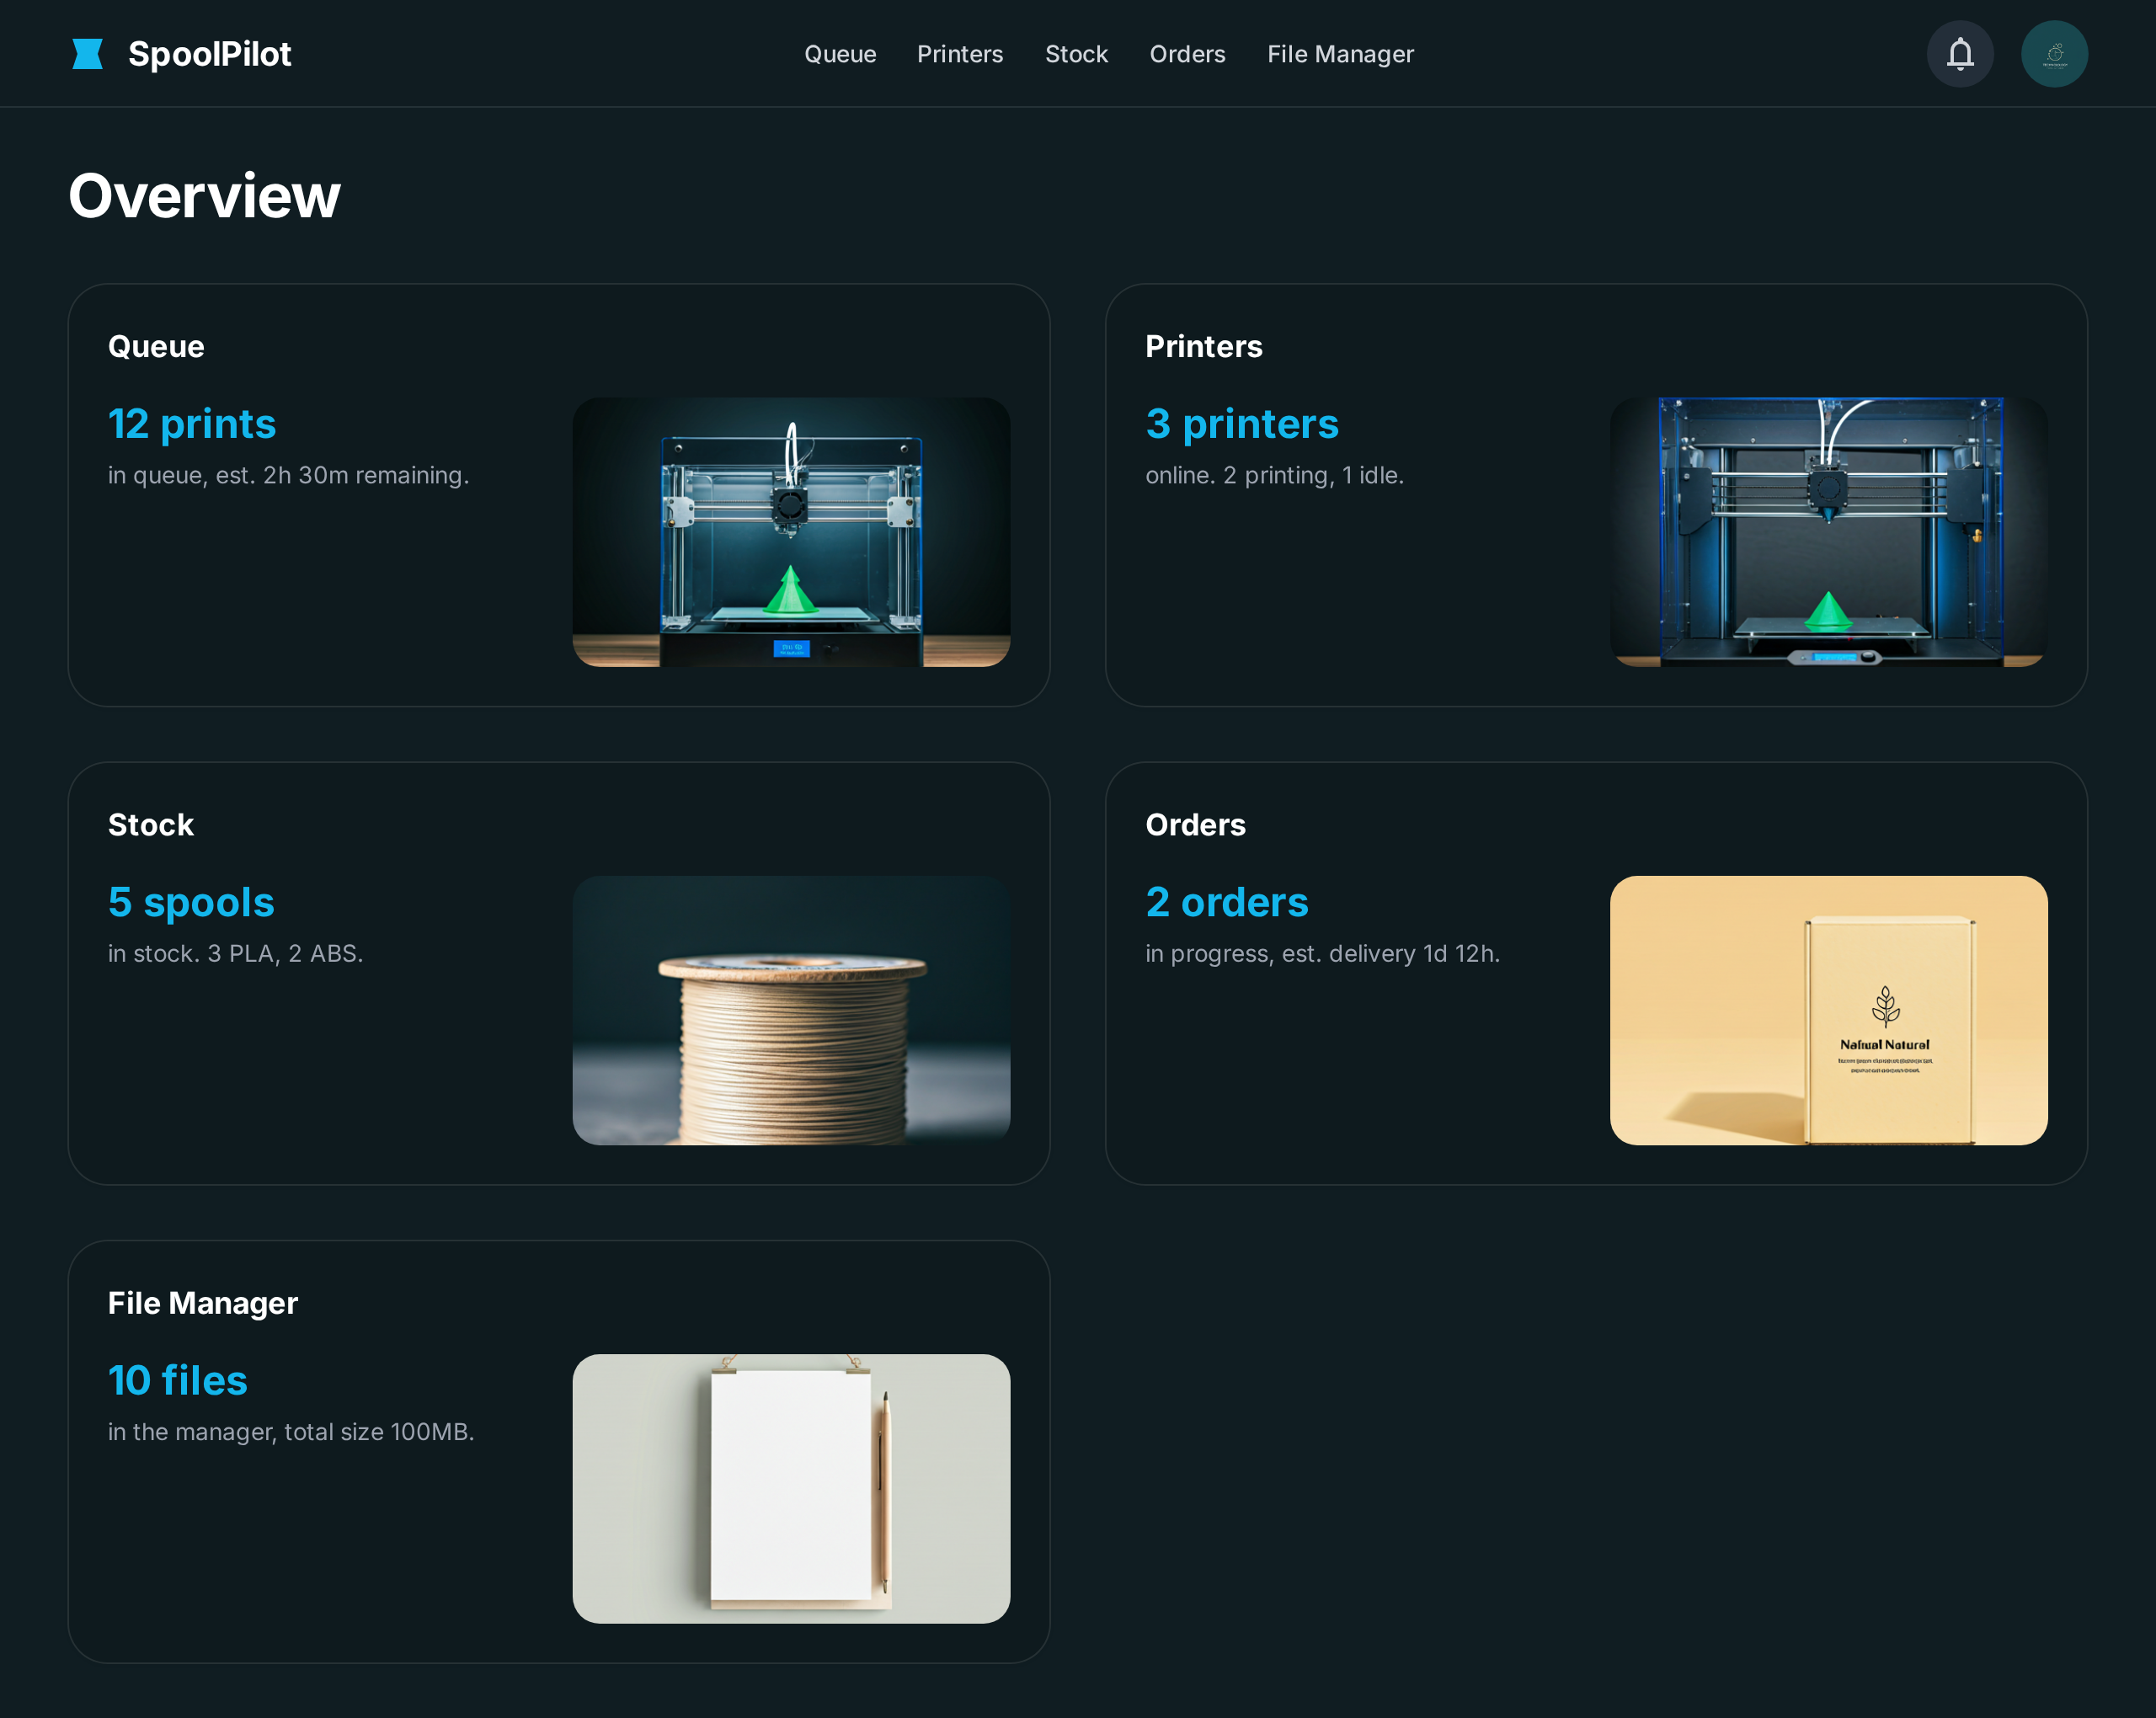 SpoolPilot
Queue
Printers
Stock
Orders
File Manager
Overview
Queue
12 prints
in queue, est. 2h 30m remaining.
Printers
3 printers
online. 2 printing, 1 idle.
Stock
5 spools
in stock. 3 PLA, 2 ABS.
Orders
2 orders
in progress, est. delivery 1d 12h.
Nafwal Natural
File Manager
10 files
in the manager, total size 100MB.